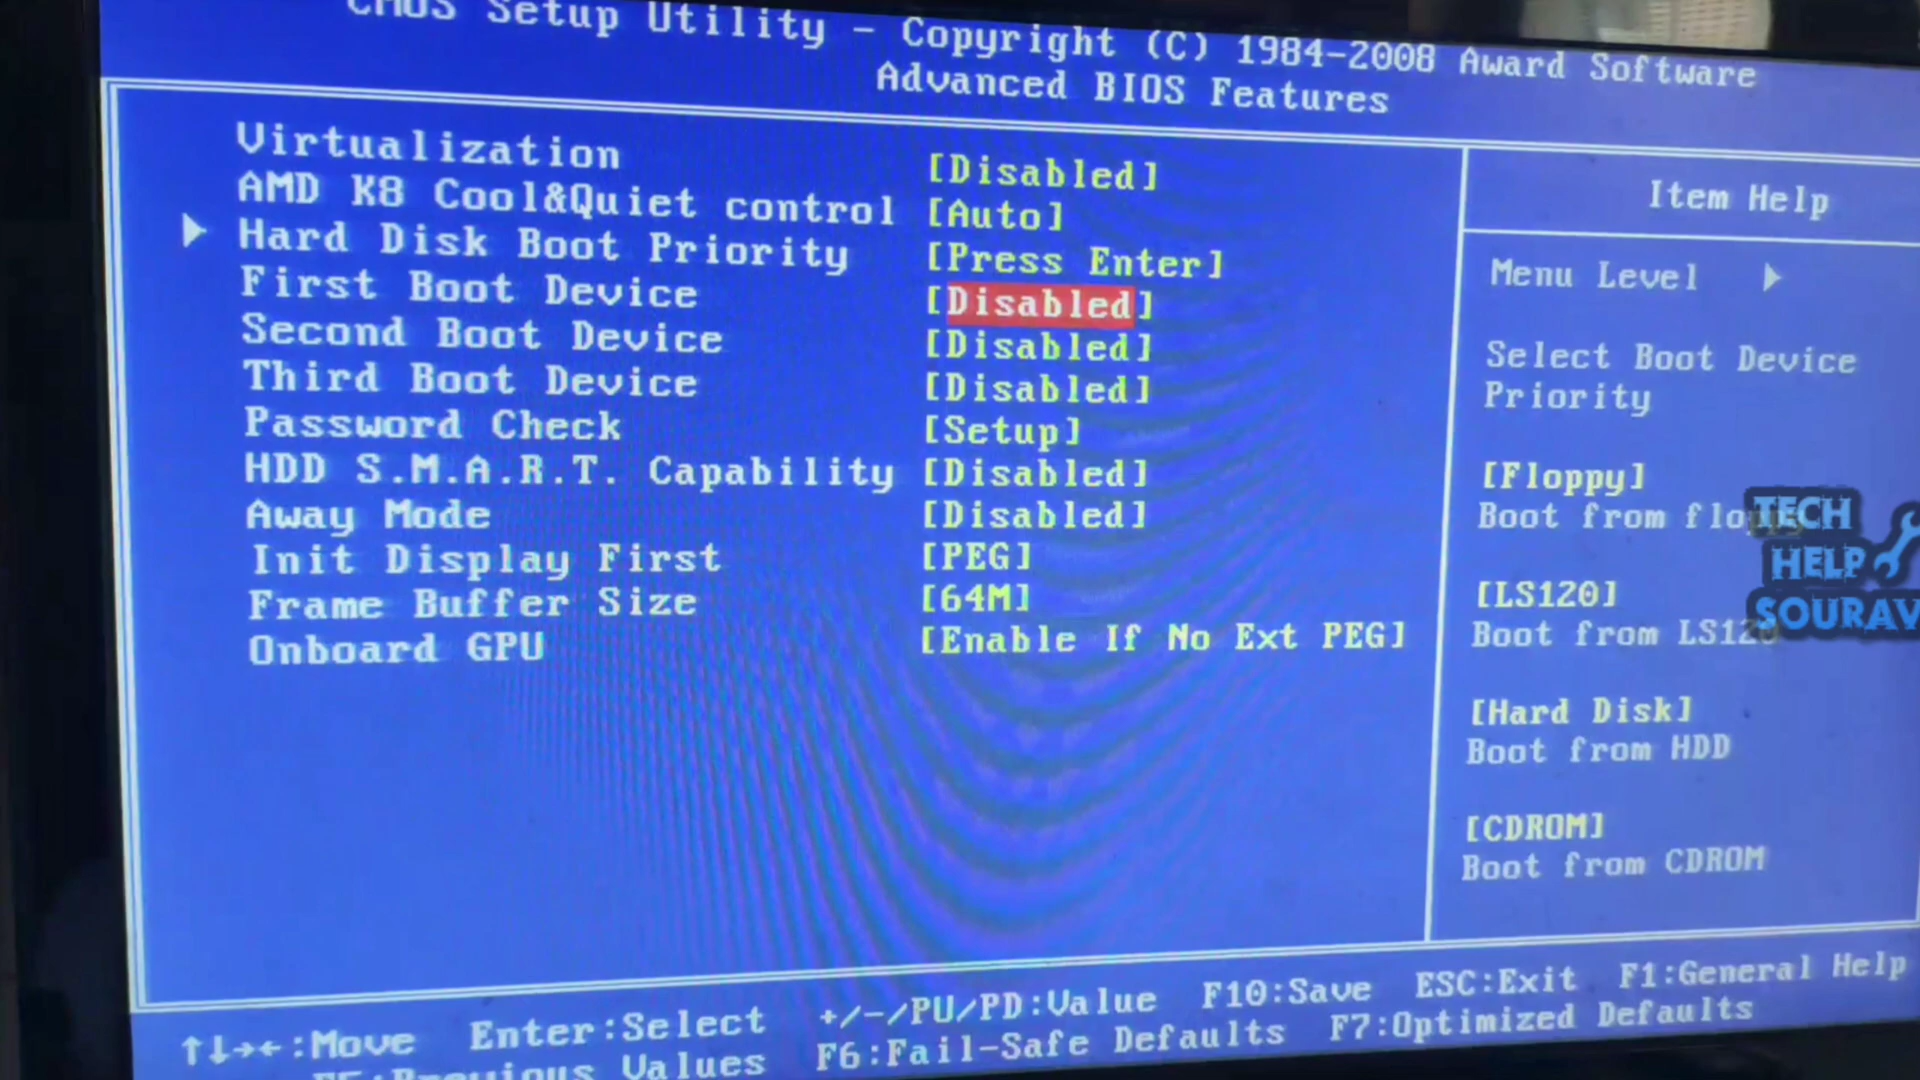 CMOS Setup Utility - Copyright (C) 1984-2008 Award Software
Advanced BIOS Features
Virtualization [Disabled]
AMD K8 Cool&Quiet control [Auto]
Hard Disk Boot Priority [Press Enter]
First Boot Device [Disabled]
Second Boot Device [Disabled]
Third Boot Device [Disabled]
Password Check [Setup]
HDD S.M.A.R.T. Capability [Disabled]
Away Mode [Disabled]
Init Display First [PEG]
Frame Buffer Size [64M]
Onboard GPU [Enable If No Ext PEG]
Item Help
Menu Level
Select Boot Device
Priority
[Floppy]
Boot from floppy
[LS120]
Boot from LS120
[Hard Disk]
Boot from HDD
[CDROM]
Boot from CDROM
TECH
HELP
SOURAV
↑↓→←:Move Enter:Select +/-/PU/PD:Value F10:Save ESC:Exit F1:General Help
F5:Previous Values F6:Fail-Safe Defaults F7:Optimized Defaults